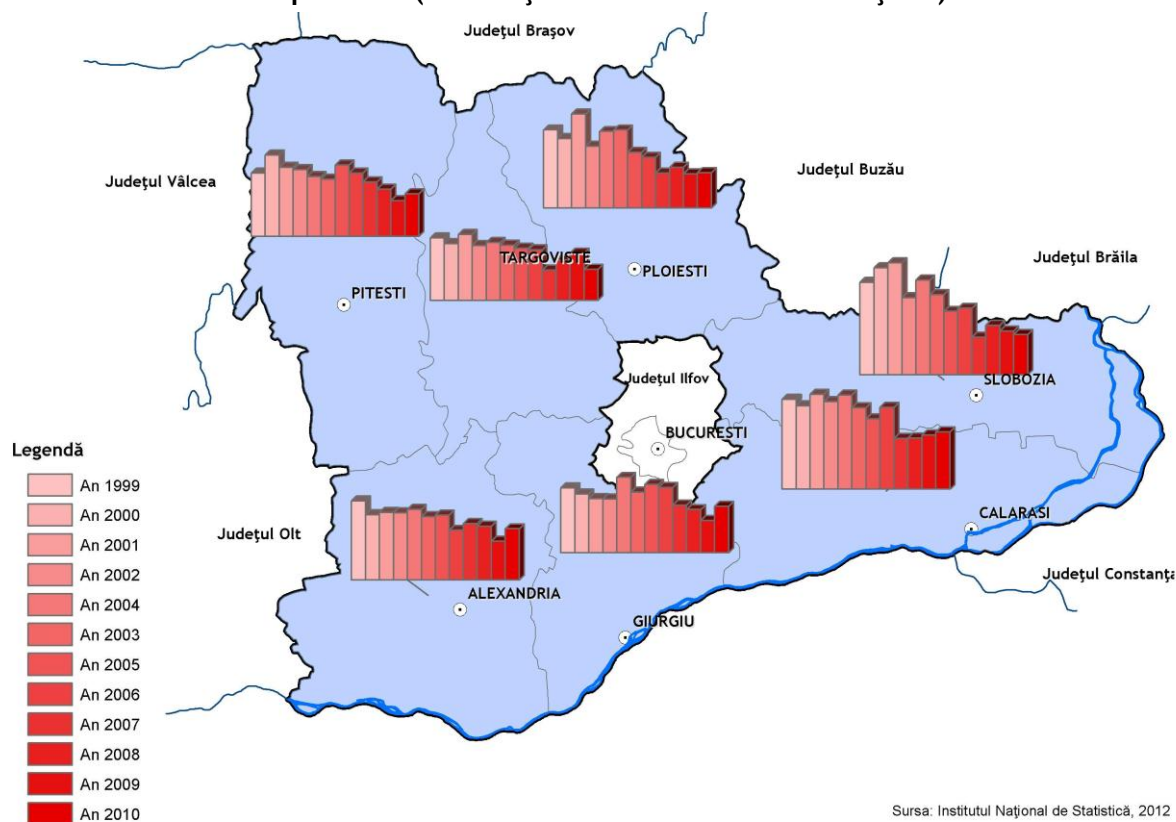 Județul Brașov
Județul Vâlcea
Județul Buzău
Județul Brăila
TARGOVISTE
PLOIESTI
PITESTI
Județul Ilfov
SLOBOZIA
BUCURESTI
Legendă
An 1999
An 2000
An 2001
An 2002
An 2004
An 2003
An 2005
An 2006
An 2007
An 2008
An 2009
An 2010
Județul Olt
CALARASI
Județul Constanța
ALEXANDRIA
GIURGIU
Sursa: Institutul Național de Statistică, 2012